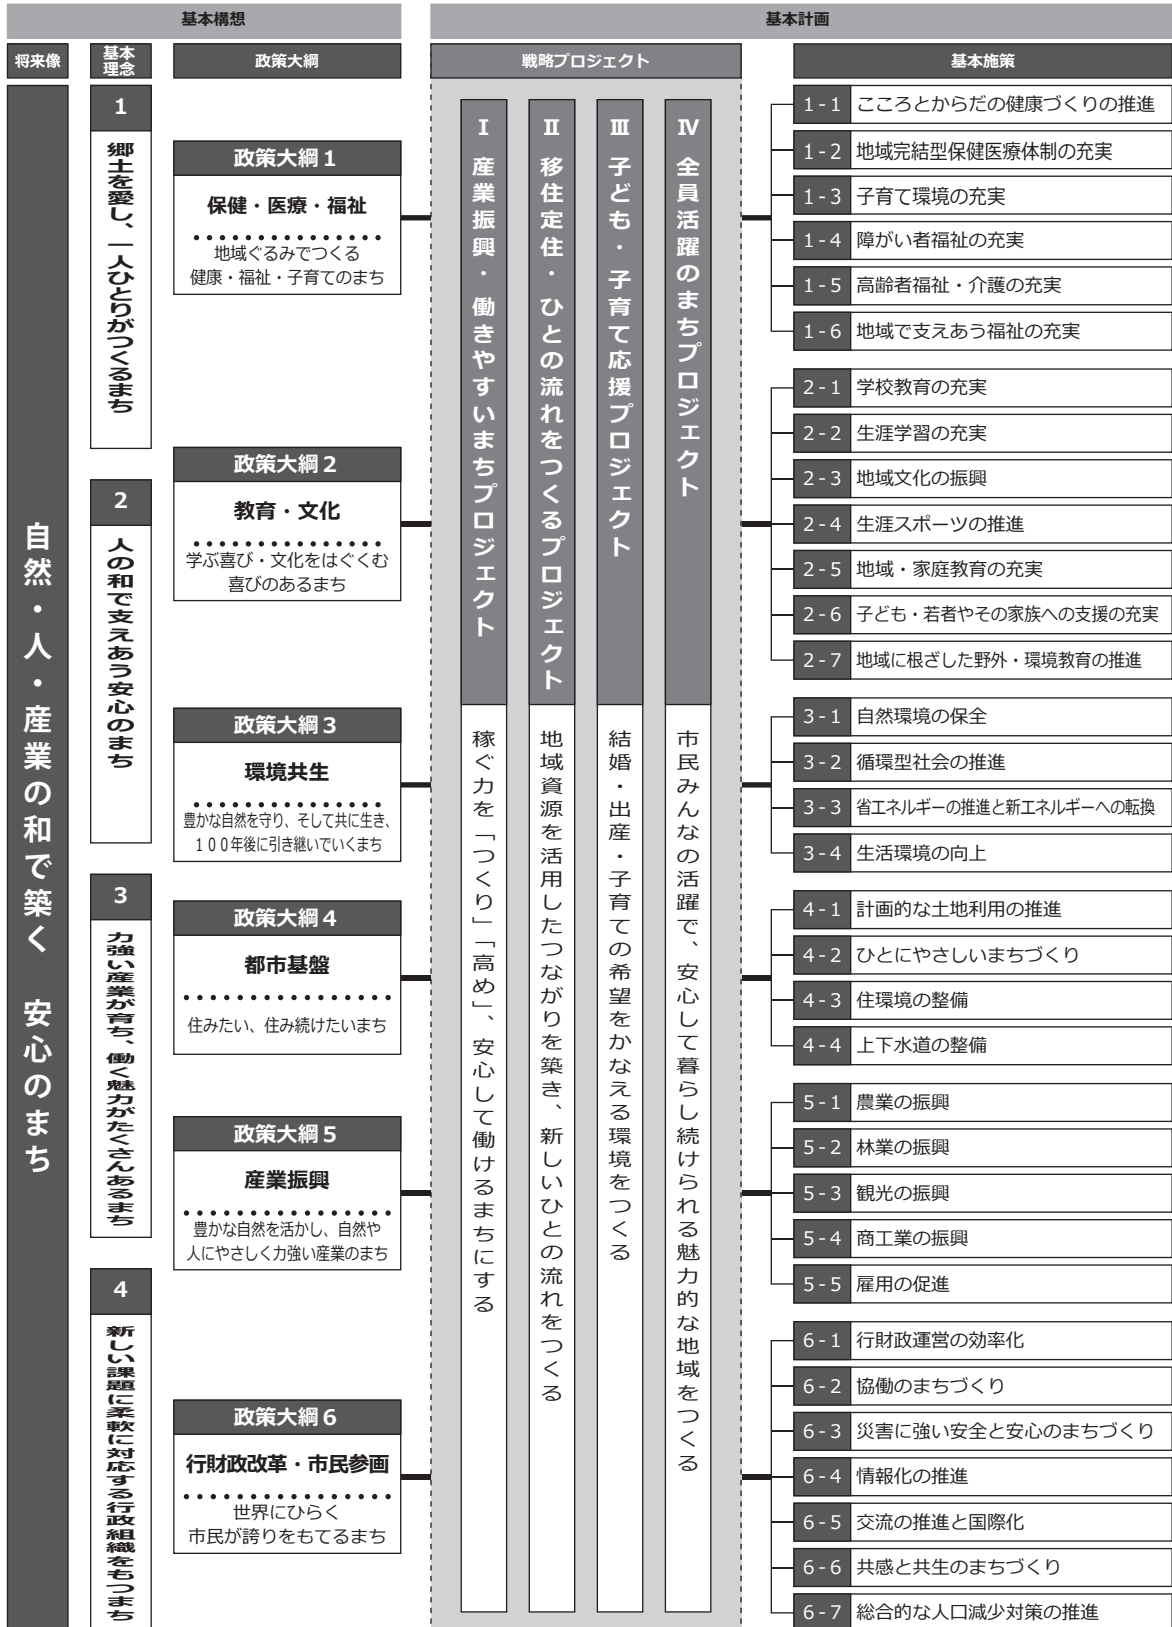 基本構想
基本計画
将来像
基本
理念
政策大綱
戦略プロジェクト
基本施策
自然・人・産業の和で築く　安心のまち
1
郷土を愛し、一人ひとりがつくるまち
2
人の和で支えあう安心のまち
3
力強い産業が育ち、働く魅力がたくさんあるまち
4
新しい課題に柔軟に対応する行政組織をもつまち
政策大綱1
保健・医療・福祉
地域ぐるみでつくる
健康・福祉・子育てのまち
政策大綱2
教育・文化
学ぶ喜び・文化をはぐくむ
喜びのあるまち
政策大綱3
環境共生
豊かな自然を守り、そして共に生き、
100年後に引き継いでいくまち
政策大綱4
都市基盤
住みたい、住み続けたいまち
政策大綱5
産業振興
豊かな自然を活かし、自然や
人にやさしく力強い産業のまち
政策大綱6
行財政改革・市民参画
世界にひらく
市民が誇りをもてるまち
Ⅰ 産業振興・働きやすいまちプロジェクト
稼ぐ力を「つくり」「高め」、安心して働けるまちにする
Ⅱ 移住定住・ひとの流れをつくるプロジェクト
地域資源を活用したつながりを築き、新しいひとの流れをつくる
Ⅲ 子ども・子育て応援プロジェクト
結婚・出産・子育ての希望をかなえる環境をつくる
Ⅳ 全員活躍のまちプロジェクト
市民みんなの活躍で、安心して暮らし続けられる魅力的な地域をつくる
1-1 こころとからだの健康づくりの推進
1-2 地域完結型保健医療体制の充実
1-3 子育て環境の充実
1-4 障がい者福祉の充実
1-5 高齢者福祉・介護の充実
1-6 地域で支えあう福祉の充実
2-1 学校教育の充実
2-2 生涯学習の充実
2-3 地域文化の振興
2-4 生涯スポーツの推進
2-5 地域・家庭教育の充実
2-6 子ども・若者やその家族への支援の充実
2-7 地域に根ざした野外・環境教育の推進
3-1 自然環境の保全
3-2 循環型社会の推進
3-3 省エネルギーの推進と新エネルギーへの転換
3-4 生活環境の向上
4-1 計画的な土地利用の推進
4-2 ひとにやさしいまちづくり
4-3 住環境の整備
4-4 上下水道の整備
5-1 農業の振興
5-2 林業の振興
5-3 観光の振興
5-4 商工業の振興
5-5 雇用の促進
6-1 行財政運営の効率化
6-2 協働のまちづくり
6-3 災害に強い安全と安心のまちづくり
6-4 情報化の推進
6-5 交流の推進と国際化
6-6 共感と共生のまちづくり
6-7 総合的な人口減少対策の推進